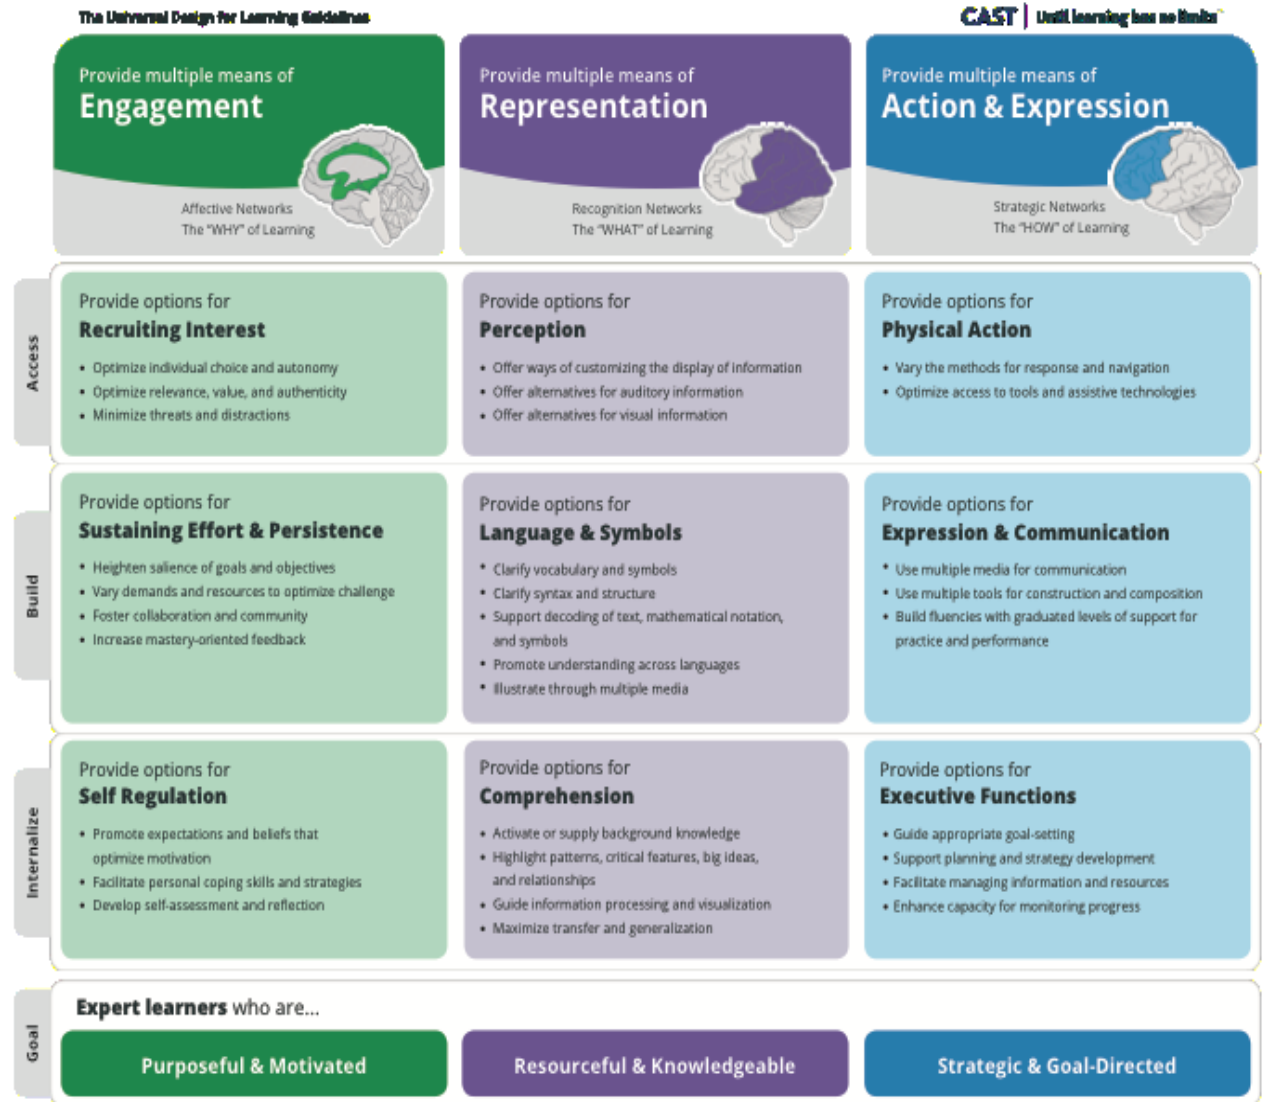 The Universal Design for Learning Guidelines
CAST | Until learning has no limits
Provide multiple means of
Engagement
Affective Networks
The "WHY" of Learning
Provide multiple means of
Representation
Recognition Networks
The "WHAT" of Learning
Provide multiple means of
Action & Expression
Strategic Networks
The "HOW" of Learning
Access
Provide options for
Recruiting Interest
• Optimize individual choice and autonomy
• Optimize relevance, value, and authenticity
• Minimize threats and distractions
Provide options for
Perception
• Offer ways of customizing the display of information
• Offer alternatives for auditory information
• Offer alternatives for visual information
Provide options for
Physical Action
• Vary the methods for response and navigation
• Optimize access to tools and assistive technologies
Build
Provide options for
Sustaining Effort & Persistence
• Heighten salience of goals and objectives
• Vary demands and resources to optimize challenge
• Foster collaboration and community
• Increase mastery-oriented feedback
Provide options for
Language & Symbols
• Clarify vocabulary and symbols
• Clarify syntax and structure
• Support decoding of text, mathematical notation,
and symbols
• Promote understanding across languages
• Illustrate through multiple media
Provide options for
Expression & Communication
• Use multiple media for communication
• Use multiple tools for construction and composition
• Build fluencies with graduated levels of support for
practice and performance
Internalize
Provide options for
Self Regulation
• Promote expectations and beliefs that
optimize motivation
• Facilitate personal coping skills and strategies
• Develop self-assessment and reflection
Provide options for
Comprehension
• Activate or supply background knowledge
• Highlight patterns, critical features, big ideas,
and relationships
• Guide information processing and visualization
• Maximize transfer and generalization
Provide options for
Executive Functions
• Guide appropriate goal-setting
• Support planning and strategy development
• Facilitate managing information and resources
• Enhance capacity for monitoring progress
Goal
Expert learners who are...
Purposeful & Motivated
Resourceful & Knowledgeable
Strategic & Goal-Directed